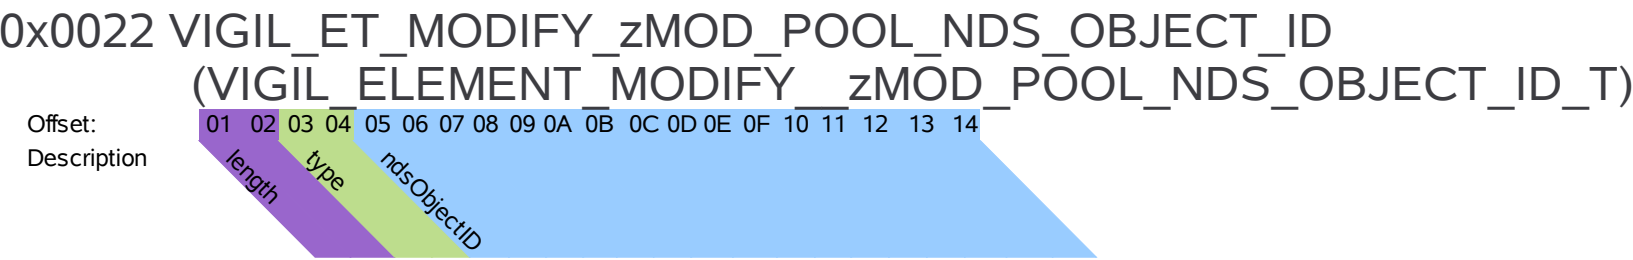 0x0022 VIGIL_ET_MODIFY_zMOD_POOL_NDS_OBJECT_ID
(VIGIL_ELEMENT_MODIFY__zMOD_POOL_NDS_OBJECT_ID_T)
Offset: 01 02 03 04 05 06 07 08 09 0A 0B 0C 0D 0E 0F 10 11 12 13 14
Description length type ndsObjectID